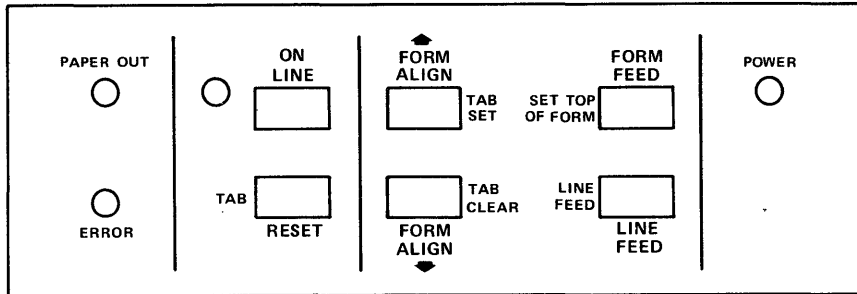 PAPER OUT
ERROR
ON
LINE
TAB
RESET
FORM
ALIGN
TAB
SET
TAB
CLEAR
FORM
ALIGN
FORM
FEED
SET TOP
OF FORM
LINE
FEED
LINE
FEED
POWER